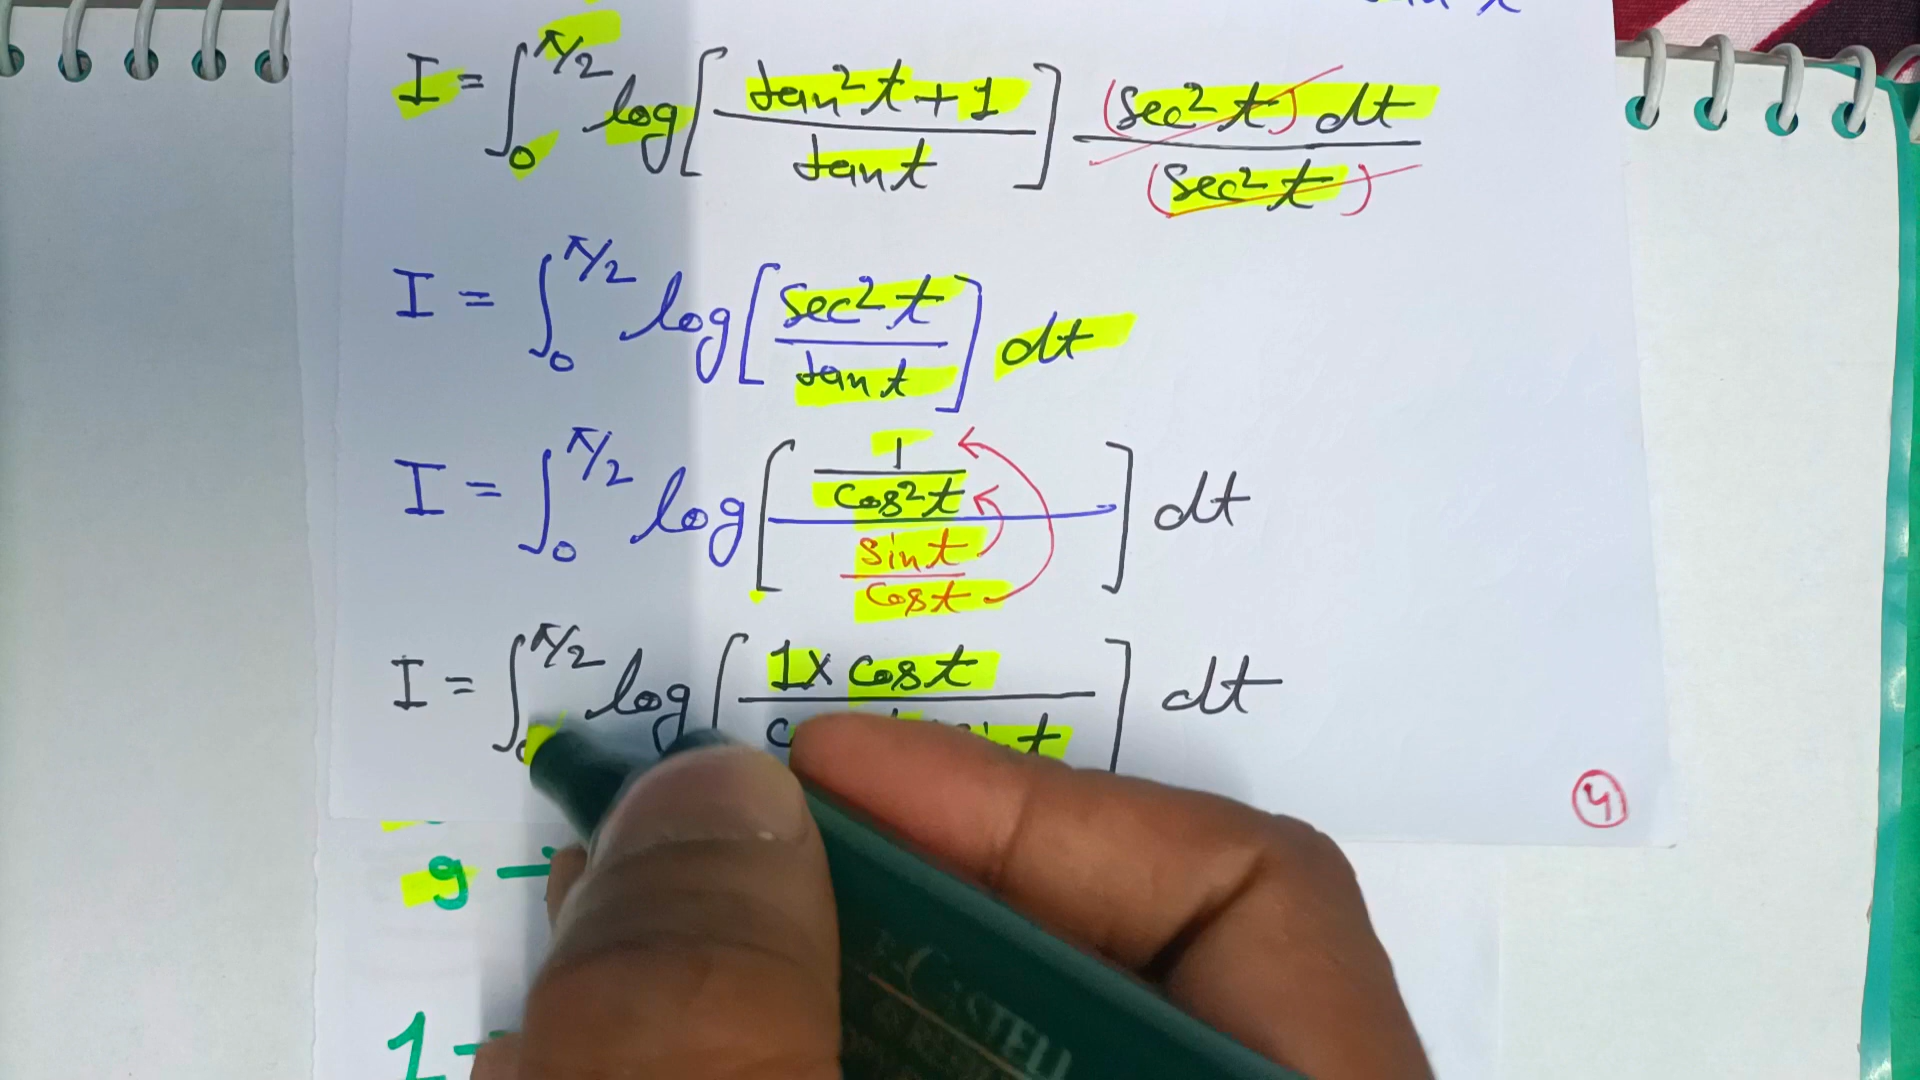 I = ∫₀^π/2 log[(tan²t + 1)/tan t] (sec²t) dt/(sec²t)
I = ∫₀^π/2 log[sec²t/tan t] dt
I = ∫₀^π/2 log[(1/cos²t)/(sin t/cos t)] dt
I = ∫₀^π/2 log[1× cos t/ t] dt
4
9 -
1 -
CASTELL